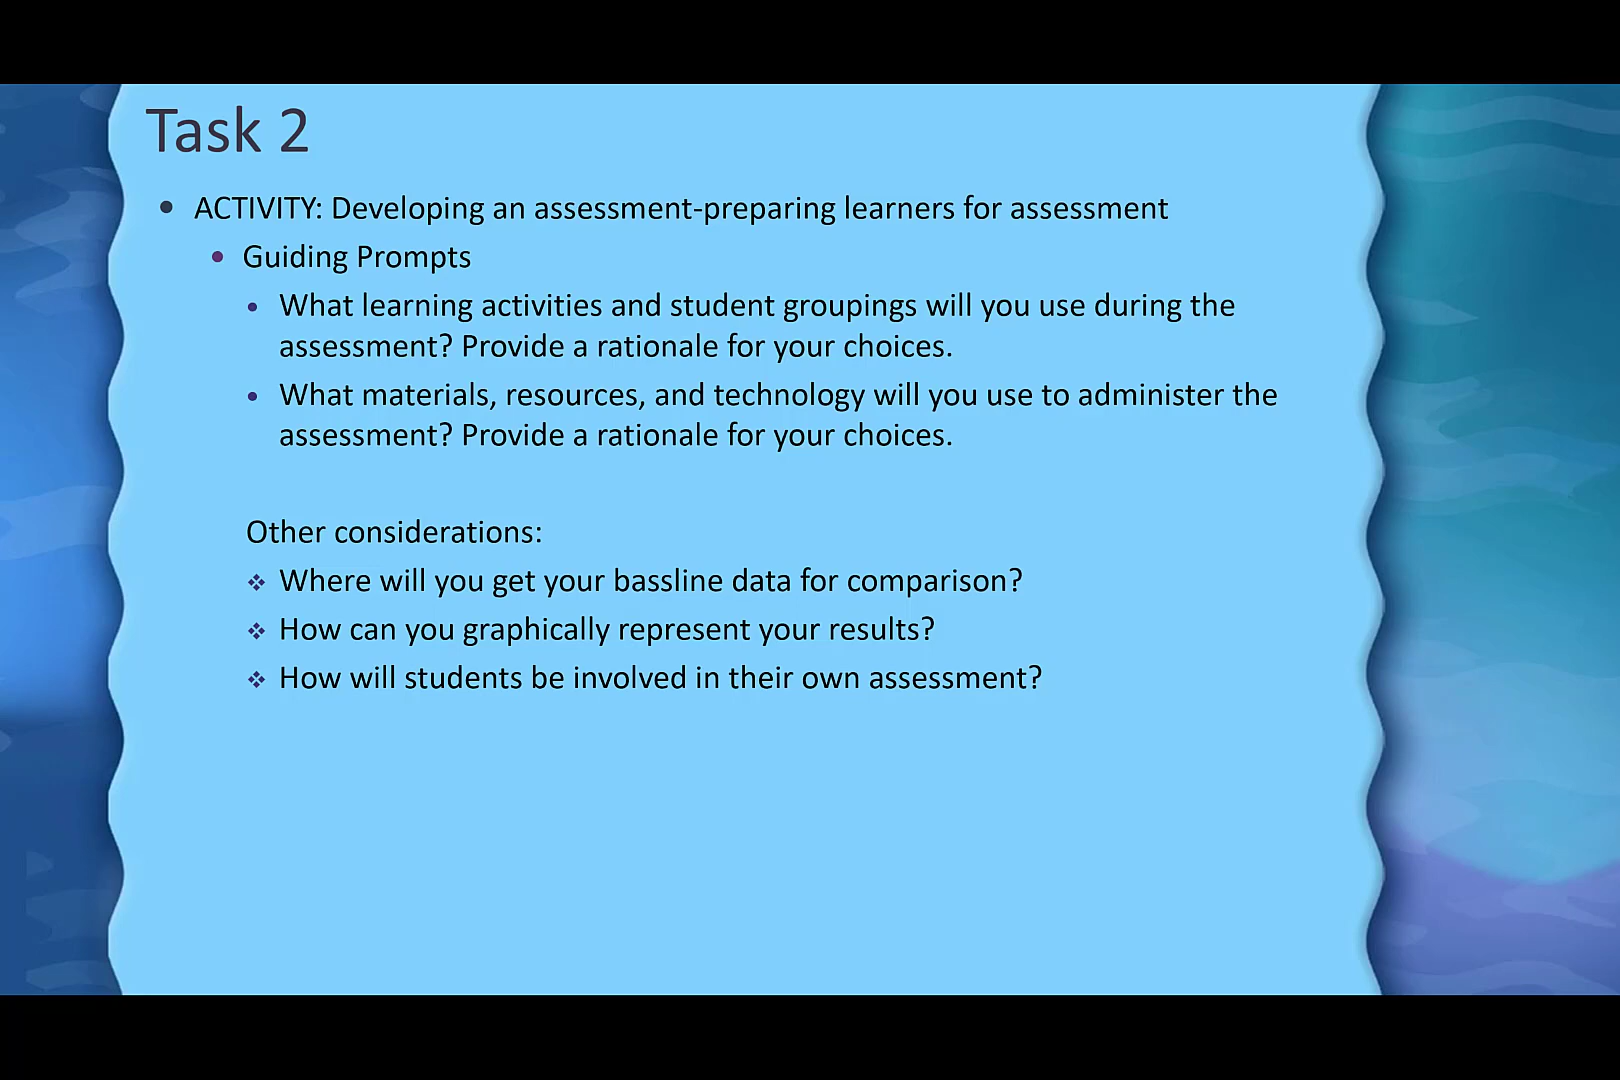 Task 2
• ACTIVITY: Developing an assessment-preparing learners for assessment
• Guiding Prompts
• What learning activities and student groupings will you use during the
assessment? Provide a rationale for your choices.
• What materials, resources, and technology will you use to administer the
assessment? Provide a rationale for your choices.
Other considerations:
❖ Where will you get your bassline data for comparison?
❖ How can you graphically represent your results?
❖ How will students be involved in their own assessment?